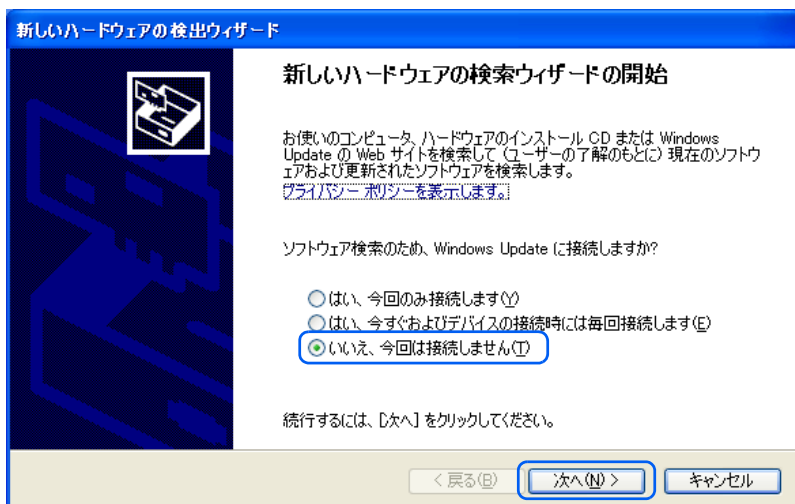 新しいハードウェアの検出ウィザード
新しいハードウェアの検索ウィザードの開始
お使いのコンピュータ、ハードウェアのインストール CD または Windows
Update の Web サイトを検索して (ユーザーの了解のもとに) 現在のソフトウ
ェアおよび更新されたソフトウェアを検索します。
プライバシー ポリシーを表示します。
ソフトウェア検索のため、Windows Update に接続しますか?
はい、今回のみ接続します(Y)
はい、今すぐおよびデバイスの接続時には毎回接続します(E)
いいえ、今回は接続しません(T)
続行するには、[次へ] をクリックしてください。
< 戻る(B) 次へ(N) > キャンセル